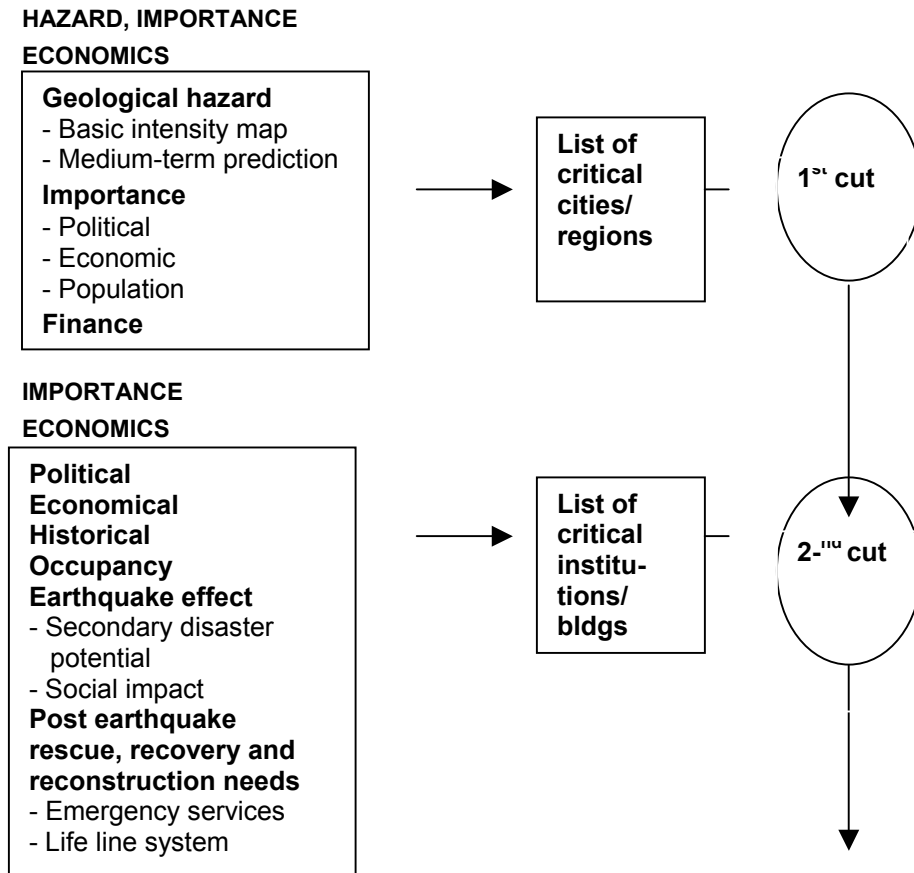 HAZARD, IMPORTANCE
ECONOMICS
Geological hazard
- Basic intensity map
- Medium-term prediction
Importance
- Political
- Economic
- Population
Finance
List of
critical
cities/
regions
1st cut
IMPORTANCE
ECONOMICS
Political
Economical
Historical
Occupancy
Earthquake effect
- Secondary disaster
potential
- Social impact
Post earthquake
rescue, recovery and
reconstruction needs
- Emergency services
- Life line system
List of
critical
institu-
tions/
bldgs
2-nd cut